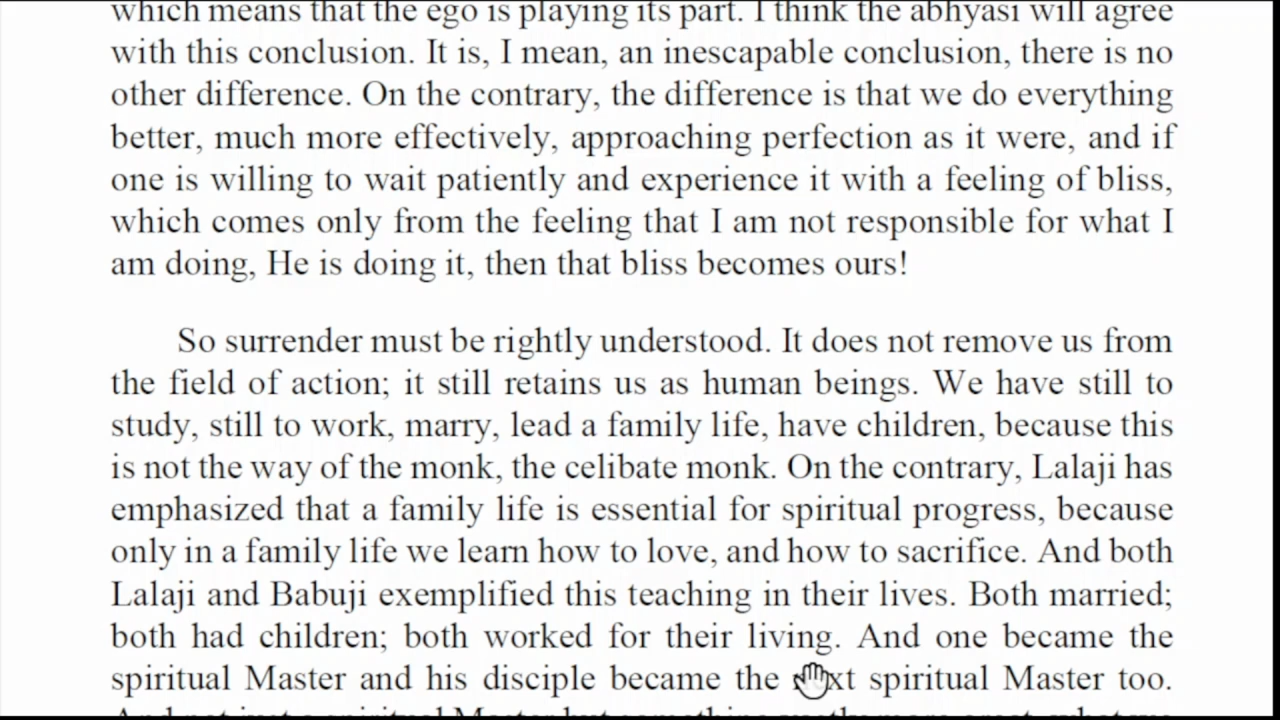 which means that the ego is playing its part. I think the abhyasi will agree
with this conclusion. It is, I mean, an inescapable conclusion, there is no
other difference. On the contrary, the difference is that we do everything
better, much more effectively, approaching perfection as it were, and if
one is willing to wait patiently and experience it with a feeling of bliss,
which comes only from the feeling that I am not responsible for what I
am doing, He is doing it, then that bliss becomes ours!
So surrender must be rightly understood. It does not remove us from
the field of action; it still retains us as human beings. We have still to
study, still to work, marry, lead a family life, have children, because this
is not the way of the monk, the celibate monk. On the contrary, Lalaji has
emphasized that a family life is essential for spiritual progress, because
only in a family life we learn how to love, and how to sacrifice. And both
Lalaji and Babuji exemplified this teaching in their lives. Both married;
both had children; both worked for their living. And one became the
spiritual Master and his disciple became the next spiritual Master too.